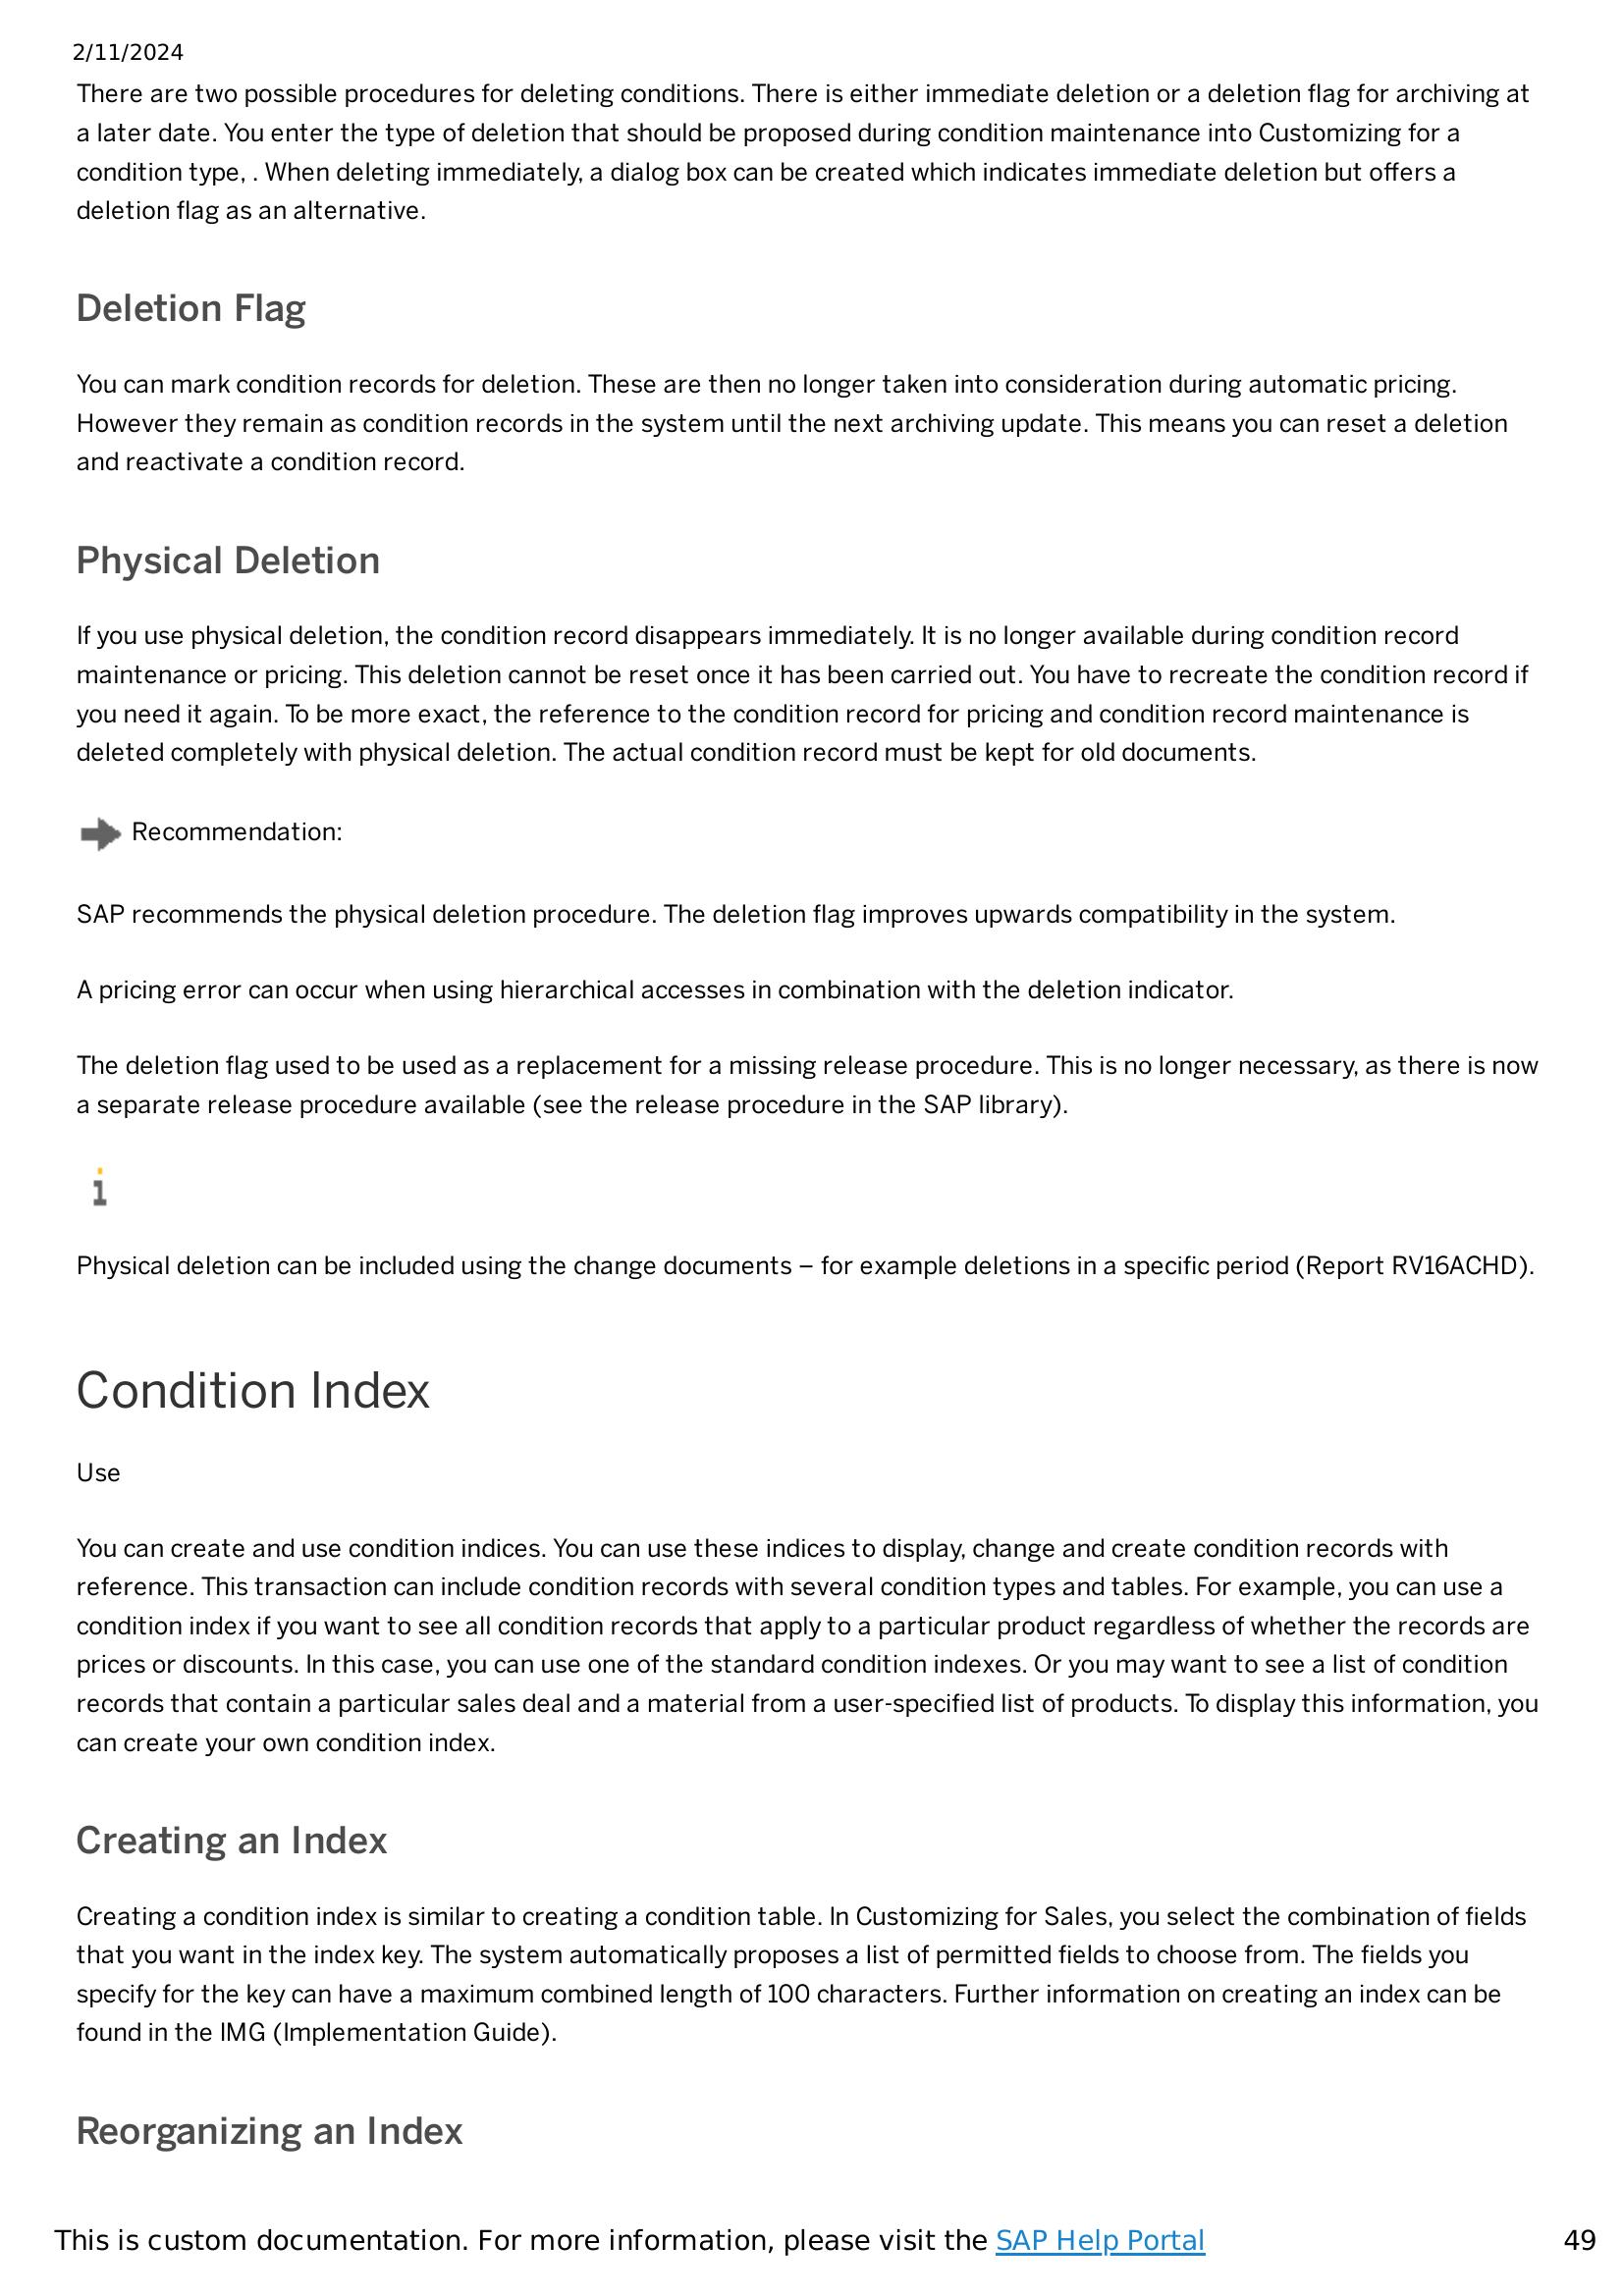 2/11/2024
There are two possible procedures for deleting conditions. There is either immediate deletion or a deletion flag for archiving at
a later date. You enter the type of deletion that should be proposed during condition maintenance into Customizing for a
condition type, . When deleting immediately, a dialog box can be created which indicates immediate deletion but offers a
deletion flag as an alternative.
Deletion Flag
You can mark condition records for deletion. These are then no longer taken into consideration during automatic pricing.
However they remain as condition records in the system until the next archiving update. This means you can reset a deletion
and reactivate a condition record.
Physical Deletion
If you use physical deletion, the condition record disappears immediately. It is no longer available during condition record
maintenance or pricing. This deletion cannot be reset once it has been carried out. You have to recreate the condition record if
you need it again. To be more exact, the reference to the condition record for pricing and condition record maintenance is
deleted completely with physical deletion. The actual condition record must be kept for old documents.
Recommendation:
SAP recommends the physical deletion procedure. The deletion flag improves upwards compatibility in the system.
A pricing error can occur when using hierarchical accesses in combination with the deletion indicator.
The deletion flag used to be used as a replacement for a missing release procedure. This is no longer necessary, as there is now
a separate release procedure available (see the release procedure in the SAP library).
Physical deletion can be included using the change documents – for example deletions in a specific period (Report RV16ACHD).
Condition Index
Use
You can create and use condition indices. You can use these indices to display, change and create condition records with
reference. This transaction can include condition records with several condition types and tables. For example, you can use a
condition index if you want to see all condition records that apply to a particular product regardless of whether the records are
prices or discounts. In this case, you can use one of the standard condition indexes. Or you may want to see a list of condition
records that contain a particular sales deal and a material from a user-specified list of products. To display this information, you
can create your own condition index.
Creating an Index
Creating a condition index is similar to creating a condition table. In Customizing for Sales, you select the combination of fields
that you want in the index key. The system automatically proposes a list of permitted fields to choose from. The fields you
specify for the key can have a maximum combined length of 100 characters. Further information on creating an index can be
found in the IMG (Implementation Guide).
Reorganizing an Index
This is custom documentation. For more information, please visit the SAP Help Portal
49